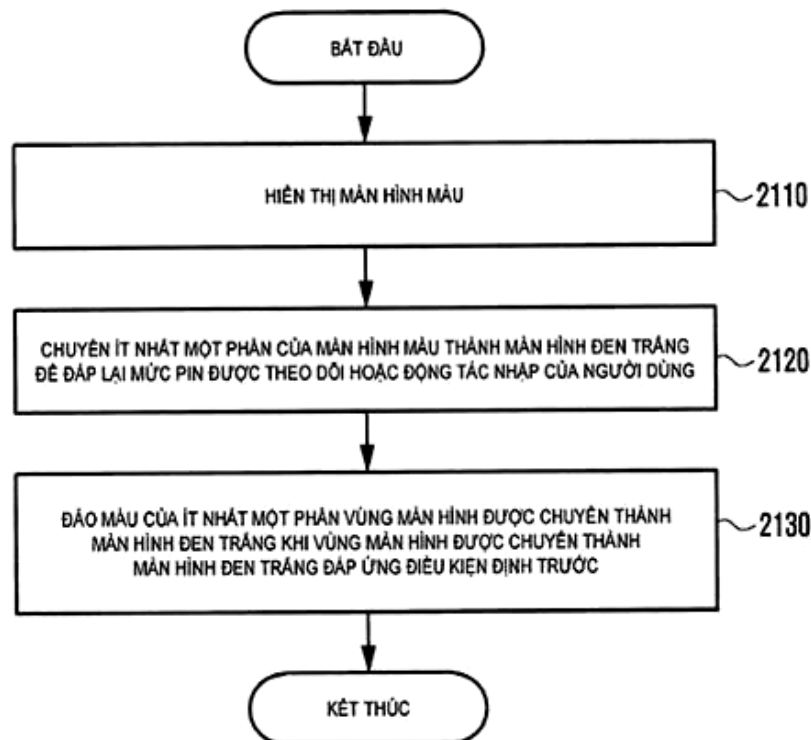 BẮT ĐẦU
HIỂN THỊ MÀN HÌNH MÀU
2110
CHUYỂN ÍT NHẤT MỘT PHẦN CỦA MÀN HÌNH MÀU THÀNH MÀN HÌNH ĐEN TRẮNG
ĐỂ ĐÁP LẠI MỨC PIN ĐƯỢC THEO DÕI HOẶC ĐỘNG TÁC NHẬP CỦA NGƯỜI DÙNG
2120
ĐẢO MÀU CỦA ÍT NHẤT MỘT PHẦN VÙNG MÀN HÌNH ĐƯỢC CHUYỂN THÀNH
MÀN HÌNH ĐEN TRẮNG KHI VÙNG MÀN HÌNH ĐƯỢC CHUYỂN THÀNH
MÀN HÌNH ĐEN TRẮNG ĐÁP ỨNG ĐIỀU KIỆN ĐỊNH TRƯỚC
2130
KẾT THÚC